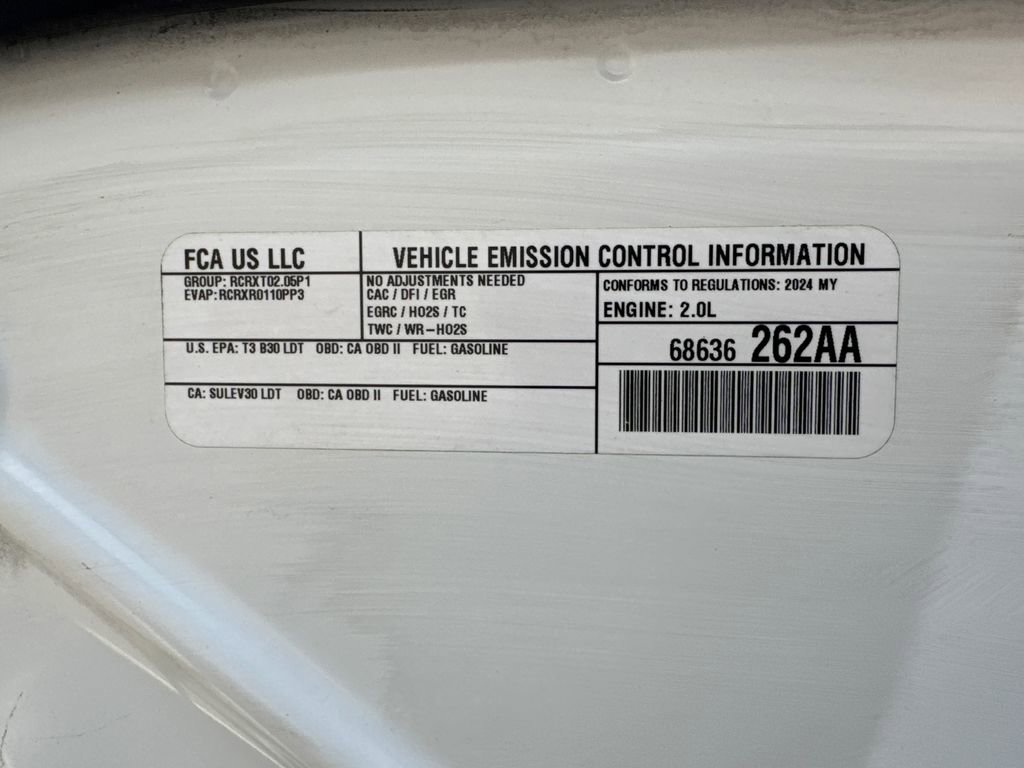 FCA US LLC
VEHICLE EMISSION CONTROL INFORMATION
GROUP: RCRXT02.05P1
EVAP: RCRXR0110PP3
NO ADJUSTMENTS NEEDED
CAC / DFI / EGR
EGRC / HO2S / TC
TWC / WR-HO2S
CONFORMS TO REGULATIONS: 2024 MY
ENGINE: 2.0L
U.S. EPA: T3 B30 LDT OBD: CA OBD II FUEL: GASOLINE
68636 262AA
CA: SULEV30 LDT OBD: CA OBD II FUEL: GASOLINE